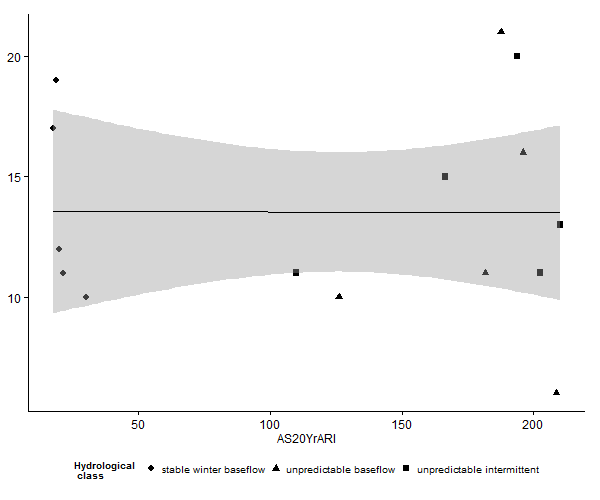 20
15
10
50 100 150 200
AS20YrARI
Hydrological
class
stable winter baseflow unpredictable baseflow unpredictable intermittent